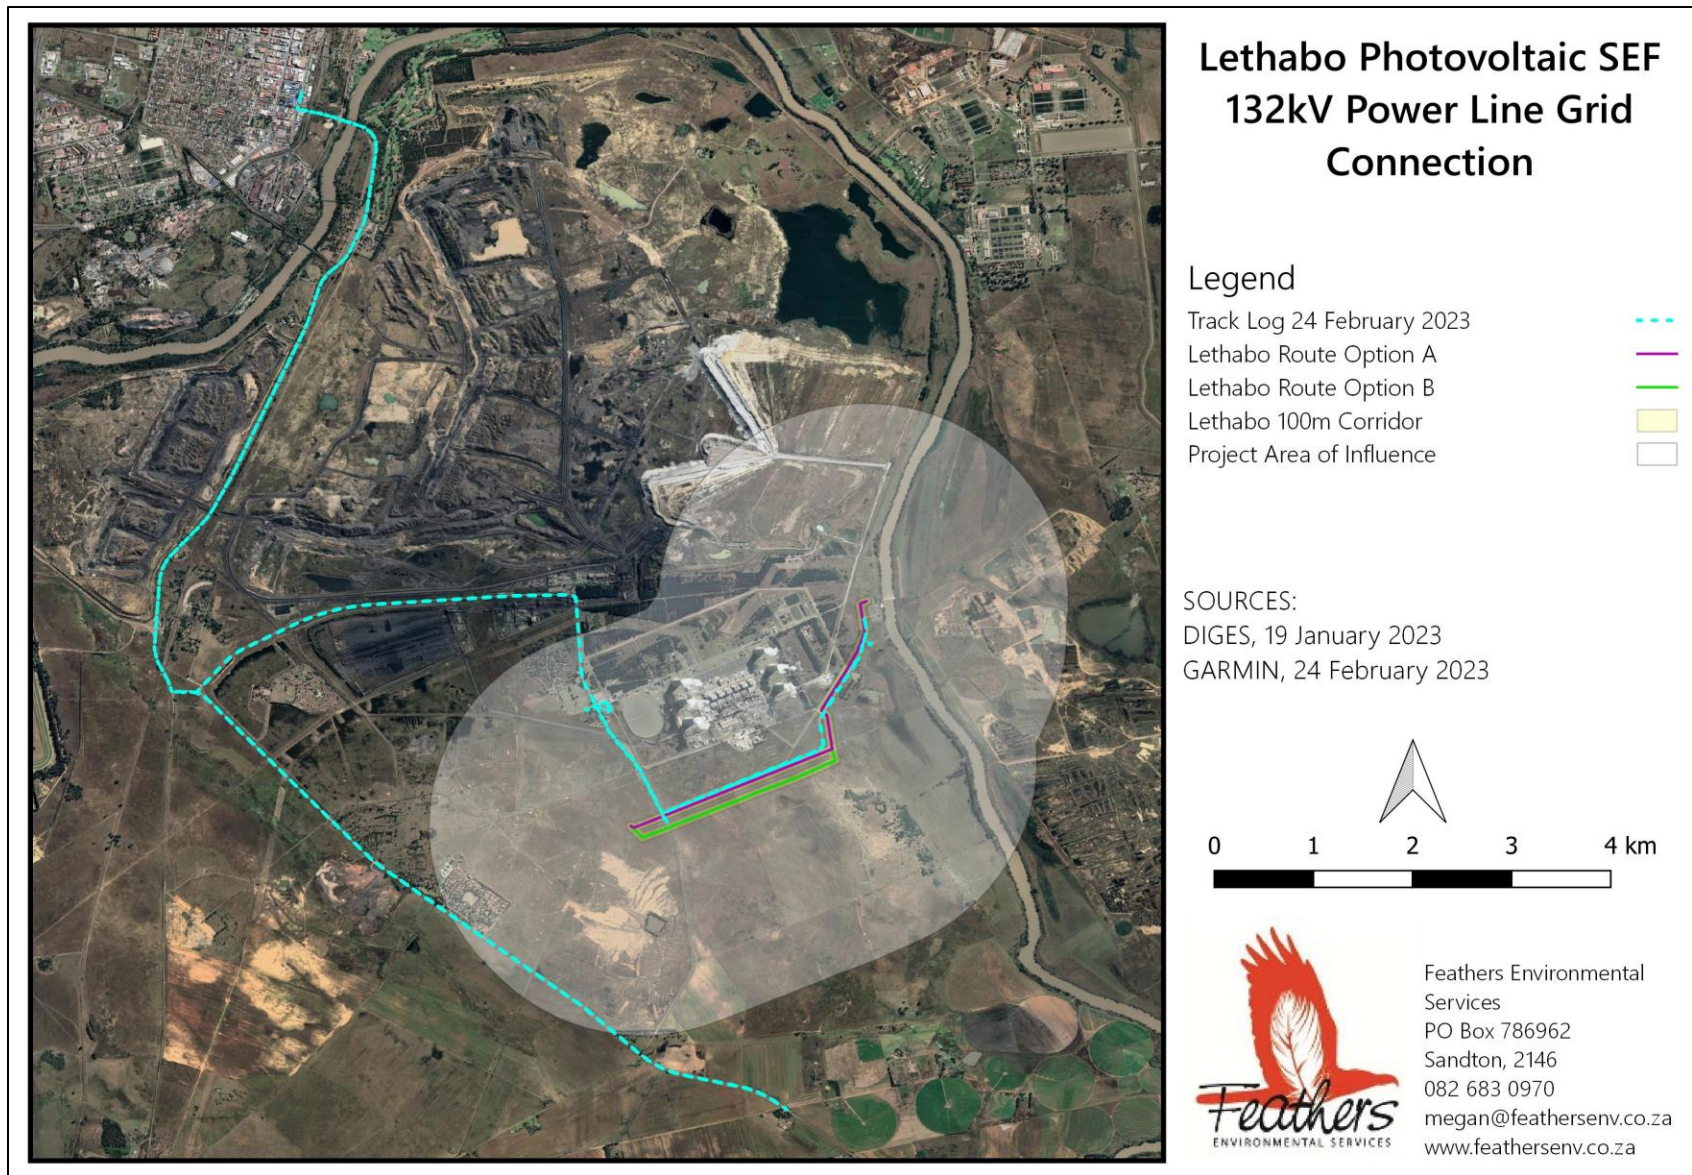 Lethabo Photovoltaic SEF
132kV Power Line Grid
Connection
Legend
Track Log 24 February 2023
Lethabo Route Option A
Lethabo Route Option B
Lethabo 100m Corridor
Project Area of Influence
SOURCES:
DIGES, 19 January 2023
GARMIN, 24 February 2023
0 1 2 3 4 km
Feathers
ENVIRONMENTAL SERVICES
Feathers Environmental
Services
PO Box 786962
Sandton, 2146
082 683 0970
megan@feathersenv.co.za
www.feathersenv.co.za